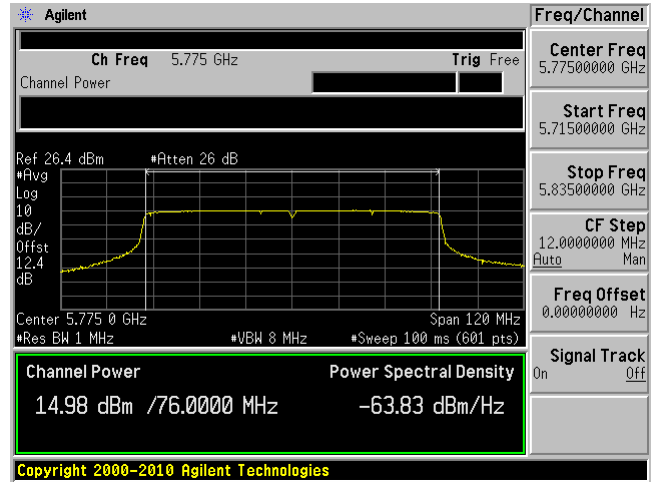 Agilent
Freq/Channel
Ch Freq 5.775 GHz Trig Free
Channel Power
Center Freq
5.77500000 GHz
Start Freq
5.71500000 GHz
Stop Freq
5.83500000 GHz
CF Step
12.0000000 MHz
Auto Man
Freq Offset
0.00000000 Hz
Signal Track
On Off
Ref 26.4 dBm #Atten 26 dB
#Avg
Log
10
dB/
Offst
12.4
dB
Center 5.775 0 GHz Span 120 MHz
#Res BW 1 MHz #VBW 8 MHz #Sweep 100 ms (601 pts)
Channel Power Power Spectral Density
14.98 dBm /76.0000 MHz -63.83 dBm/Hz
Copyright 2000-2010 Agilent Technologies